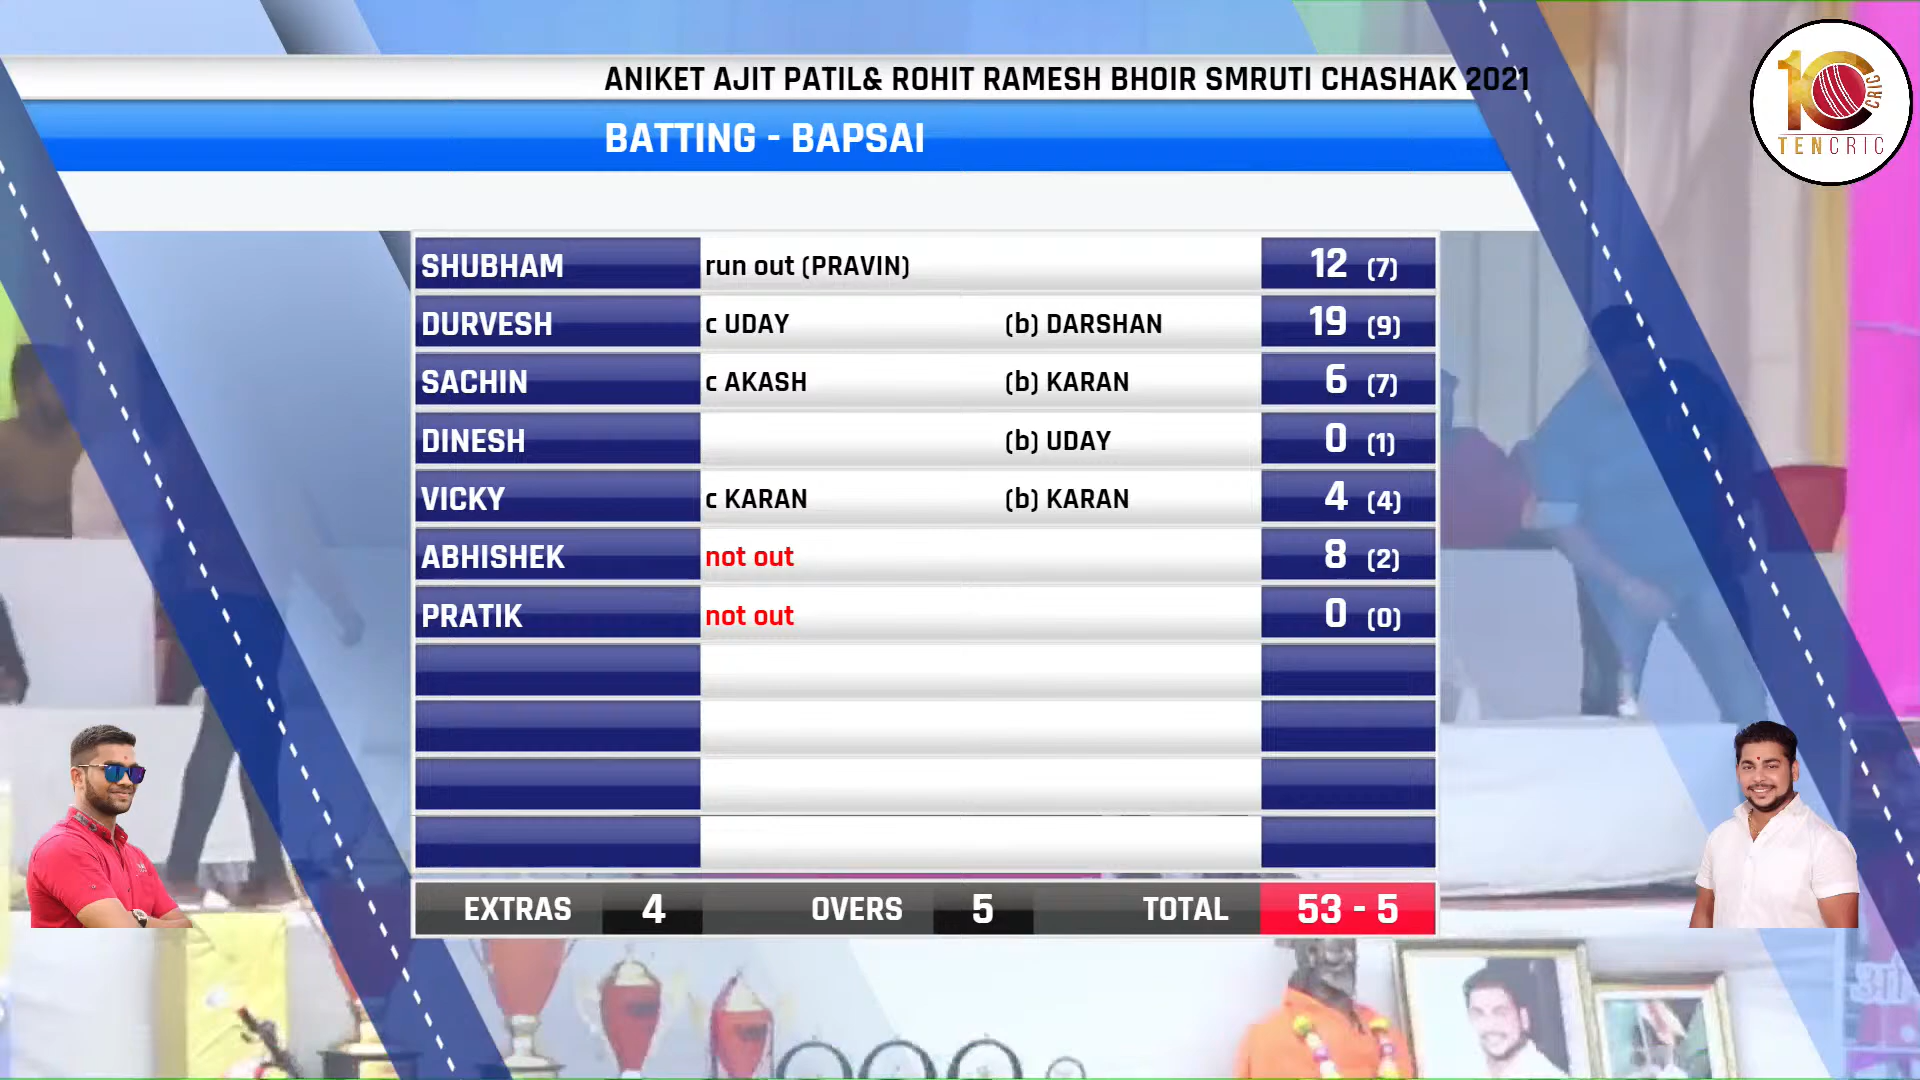 ANIKET AJIT PATIL& ROHIT RAMESH BHOIR SMRUTI CHASHAK 2021
BATTING - BAPSAI
10 CRIC
TENCRIC
SHUBHAM run out (PRAVIN) 12 (7)
DURVESH c UDAY (b) DARSHAN 19 (9)
SACHIN c AKASH (b) KARAN 6 (7)
DINESH (b) UDAY 0 (1)
VICKY c KARAN (b) KARAN 4 (4)
ABHISHEK not out 8 (2)
PRATIK not out 0 (0)
EXTRAS 4 OVERS 5 TOTAL 53 - 5